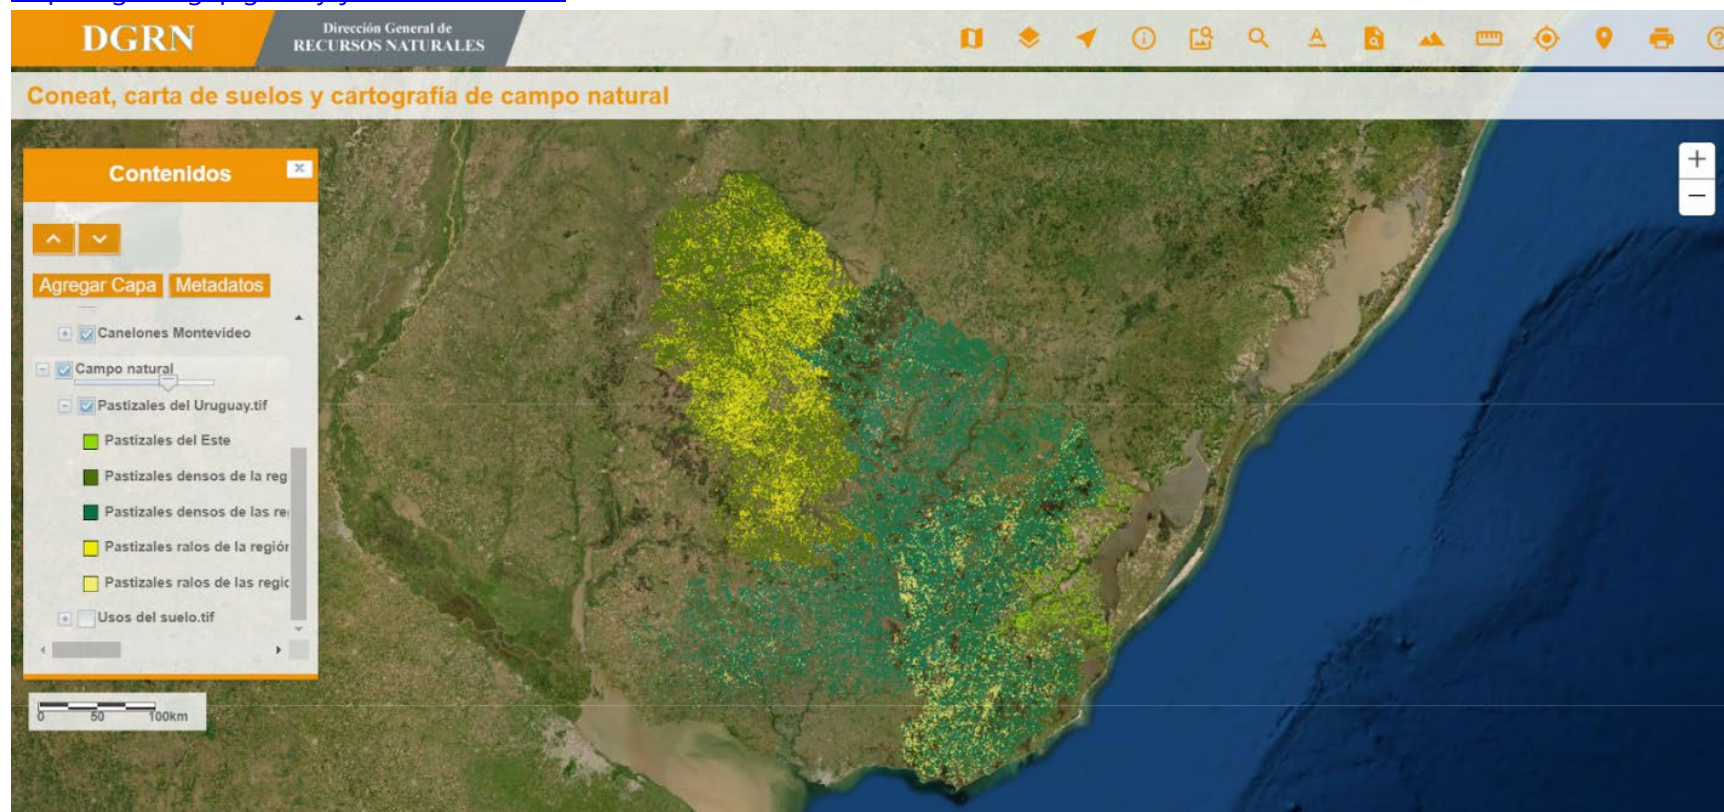 DGRN
Dirección General de
RECURSOS NATURALES
Coneat, carta de suelos y cartografía de campo natural
Contenidos
Agregar Capa Metadatos
Canelones Montevideo
Campo natural
Pastizales del Uruguay.tif
Pastizales del Este
Pastizales densos de la reg
Pastizales densos de las re
Pastizales ralos de la región
Pastizales ralos de las regic
Usos del suelo.tif
0 50 100km